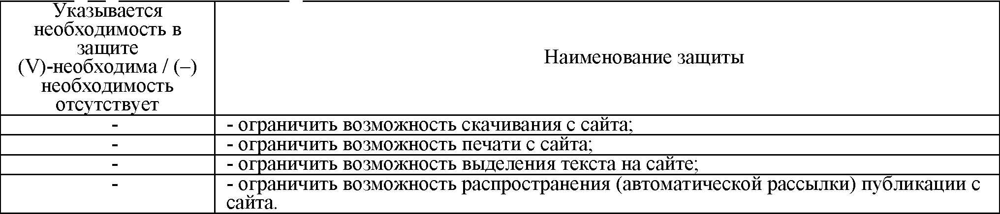 Указывается
необходимость в
защите
(V)-необходима / (–)
необходимость
отсутствует
Наименование защиты
-
- ограничить возможность скачивания с сайта;
-
- ограничить возможность печати с сайта;
-
- ограничить возможность выделения текста на сайте;
-
- ограничить возможность распространения (автоматической рассылки) публикации с
сайта.